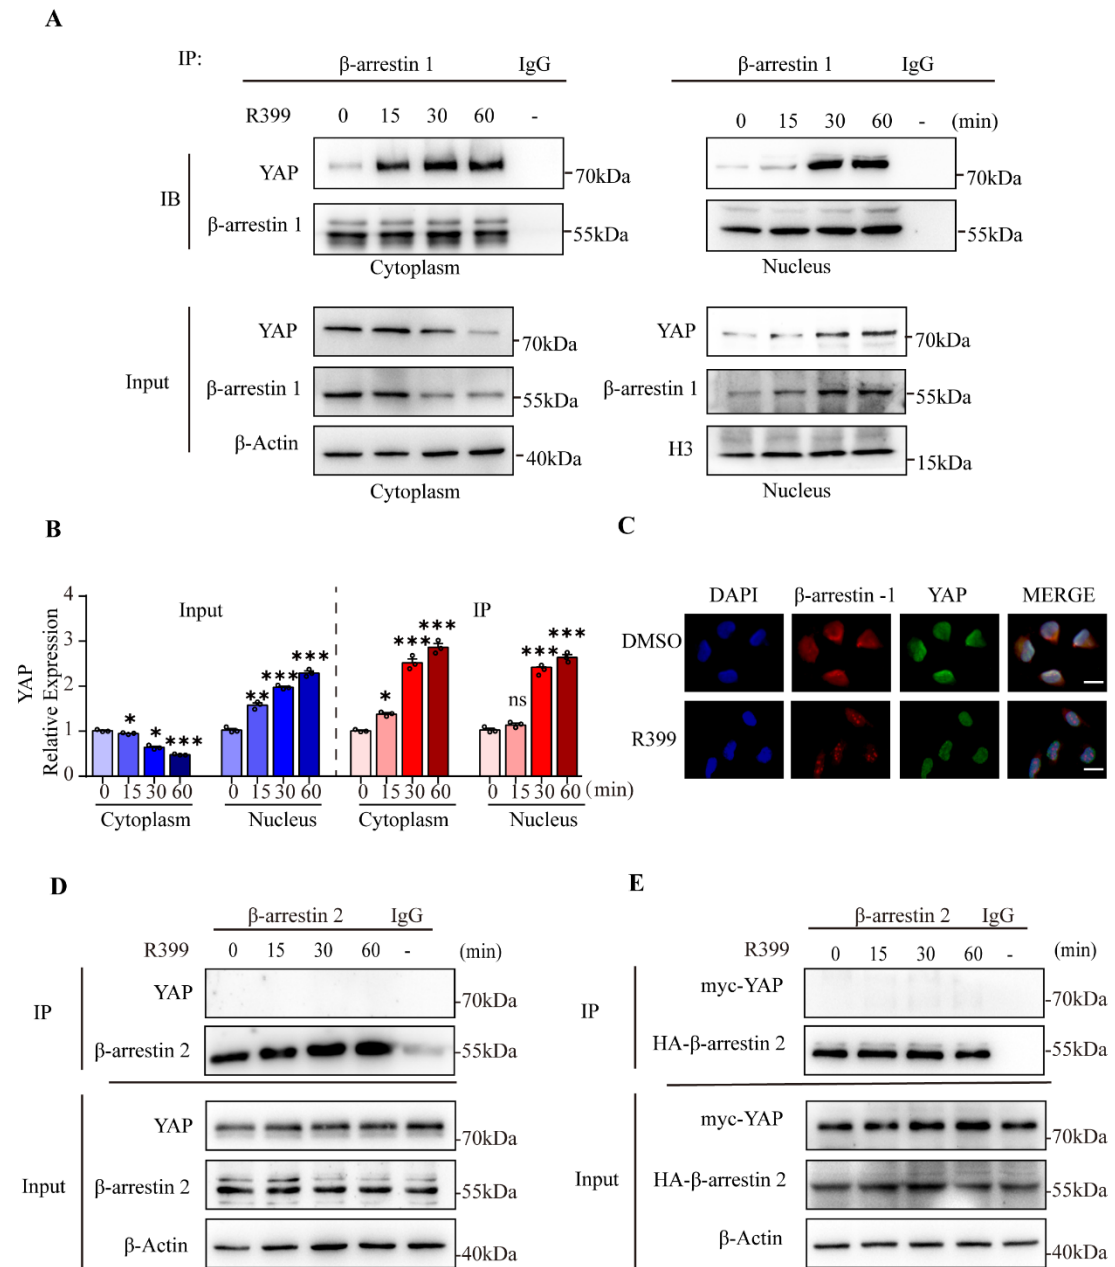 A
IP: β-arrestin 1 IgG β-arrestin 1 IgG
R399 0 15 30 60 - 0 15 30 60 - (min)
IB
YAP 70kDa 70kDa
β-arrestin 1 55kDa 55kDa
Cytoplasm Nucleus
Input
YAP 70kDa YAP 70kDa
β-arrestin 1 55kDa β-arrestin 1 55kDa
β-Actin 40kDa H3 15kDa
Cytoplasm Nucleus
B
YAP
Relative Expression
4
3
2
1
0
Input IP
* * *** ** *** *** * *** *** ns *** ***
0 15 30 60 0 15 30 60 0 15 30 60 0 15 30 60 (min)
Cytoplasm Nucleus Cytoplasm Nucleus
C
DAPI β-arrestin -1 YAP MERGE
DMSO
R399
D
β-arrestin 2 IgG
R399 0 15 30 60 - (min)
IP
YAP -70kDa
β-arrestin 2 -55kDa
Input
YAP -70kDa
β-arrestin 2 -55kDa
β-Actin -40kDa
E
β-arrestin 2 IgG
R399 0 15 30 60 - (min)
IP
myc-YAP -70kDa
HA-β-arrestin 2 -55kDa
Input
myc-YAP -70kDa
HA-β-arrestin 2 -55kDa
β-Actin -40kDa